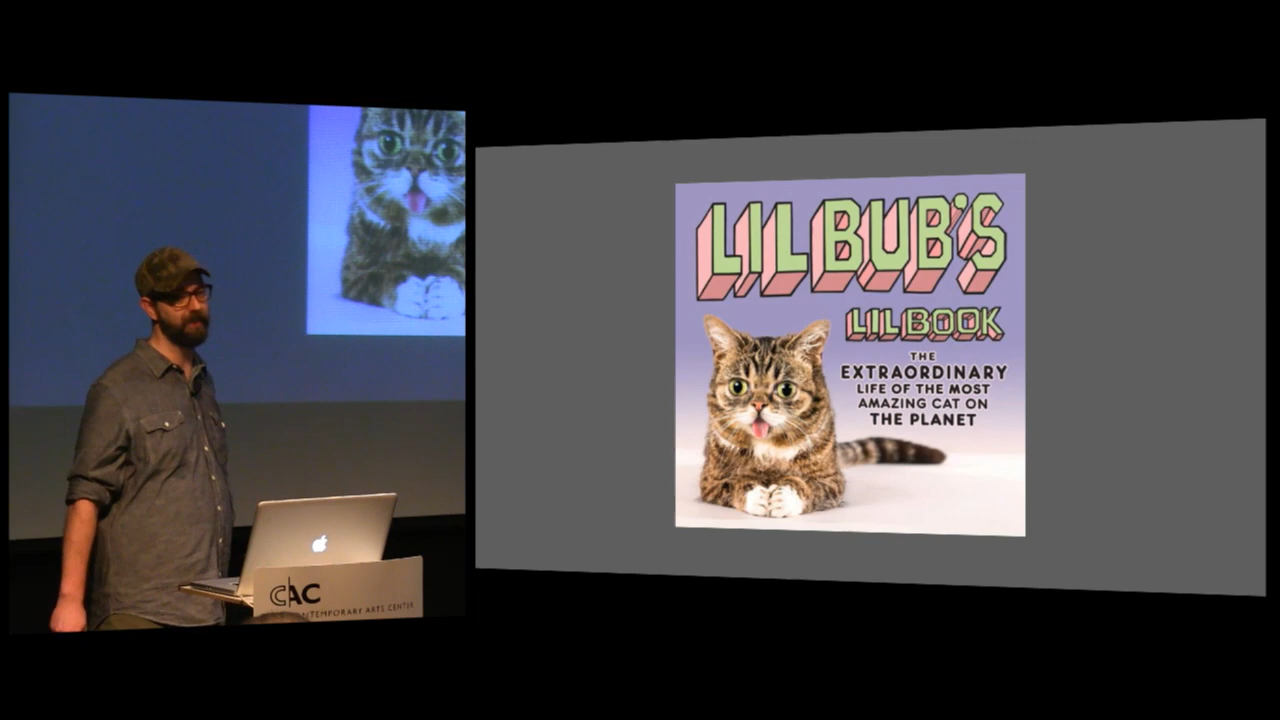 CAC
CONTEMPORARY ARTS CENTER
LIL BUB'S
LIL BOOK
THE
EXTRAORDINARY
LIFE OF THE MOST
AMAZING CAT ON
THE PLANET